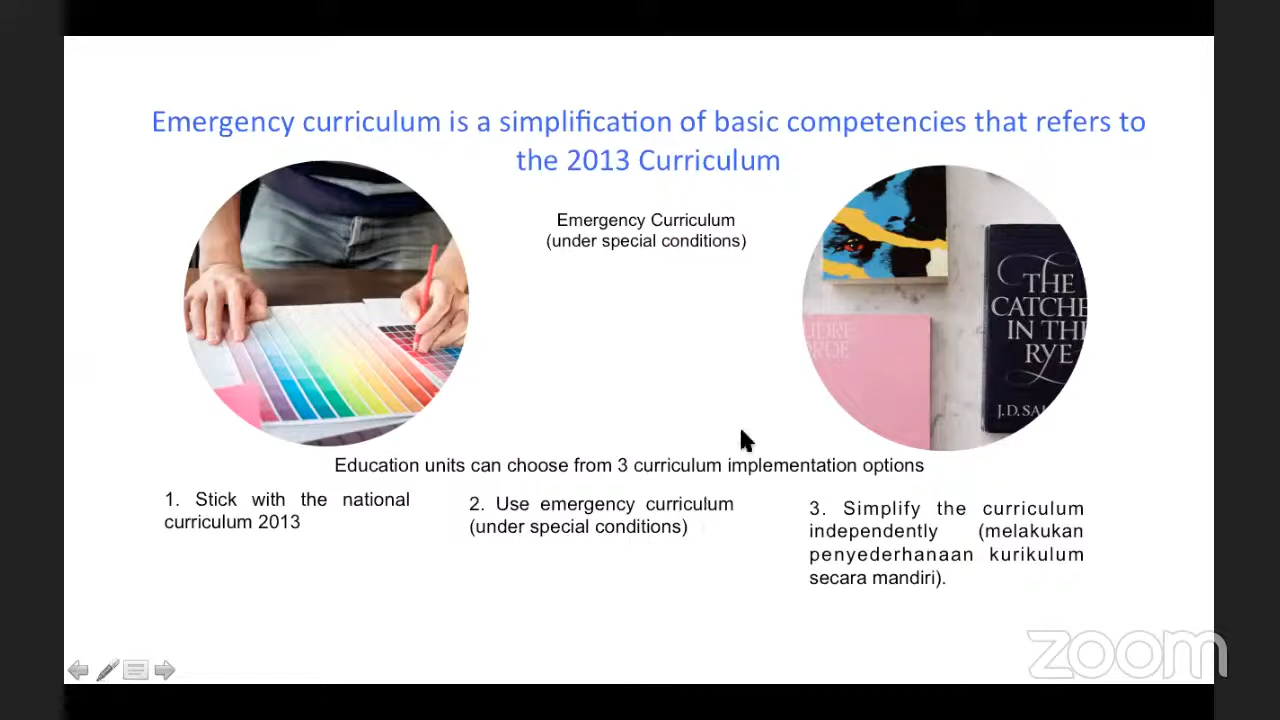 Emergency curriculum is a simplification of basic competencies that refers to
the 2013 Curriculum
Emergency Curriculum
(under special conditions)
THE
CATCHE
IN THE
RYE
J.D. SAL
Education units can choose from 3 curriculum implementation options
1. Stick with the national
curriculum 2013
2. Use emergency curriculum
(under special conditions)
3. Simplify the curriculum
independently (melakukan
penyederhanaan kurikulum
secara mandiri).
zoom